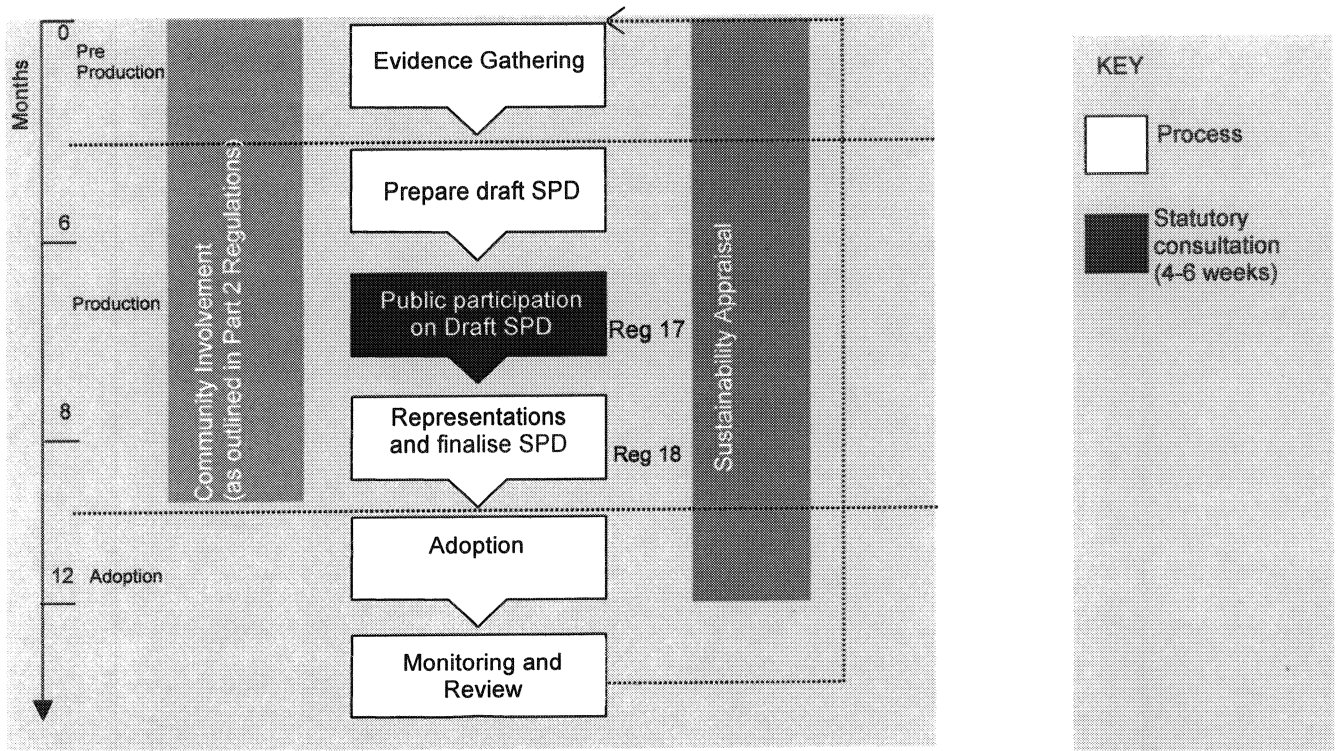 Months
0
Pre
Production
6
Production
8
12
Adoption
Community Involvement
(as outlined in Part 2 Regulations)
Evidence Gathering
Prepare draft SPD
Public participation
on Draft SPD
Reg 17
Representations
and finalise SPD
Reg 18
Adoption
Monitoring and
Review
Sustainability Appraisal
KEY
Process
Statutory
consultation
(4-6 weeks)